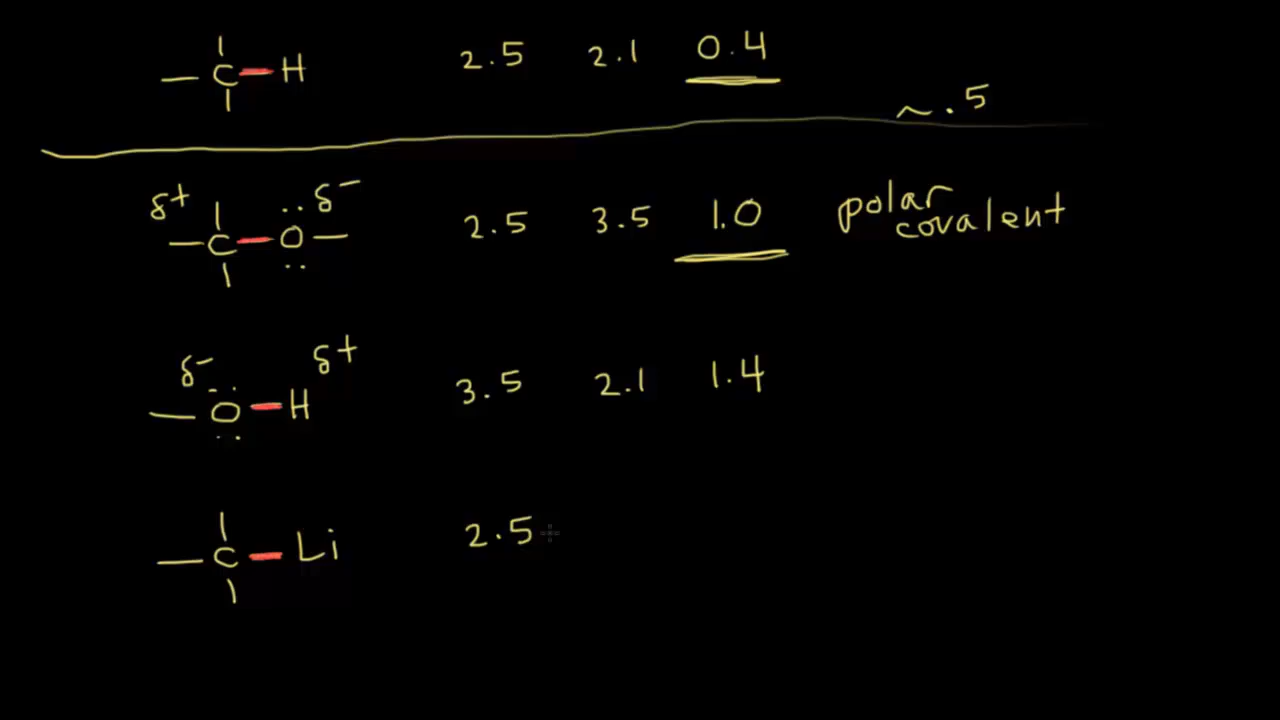 C H 2.5 2.1 0.4
~.5
δ+ δ-
C O 2.5 3.5 1.0 polar
covalent
δ- δ+
O H 3.5 2.1 1.4
C Li 2.5